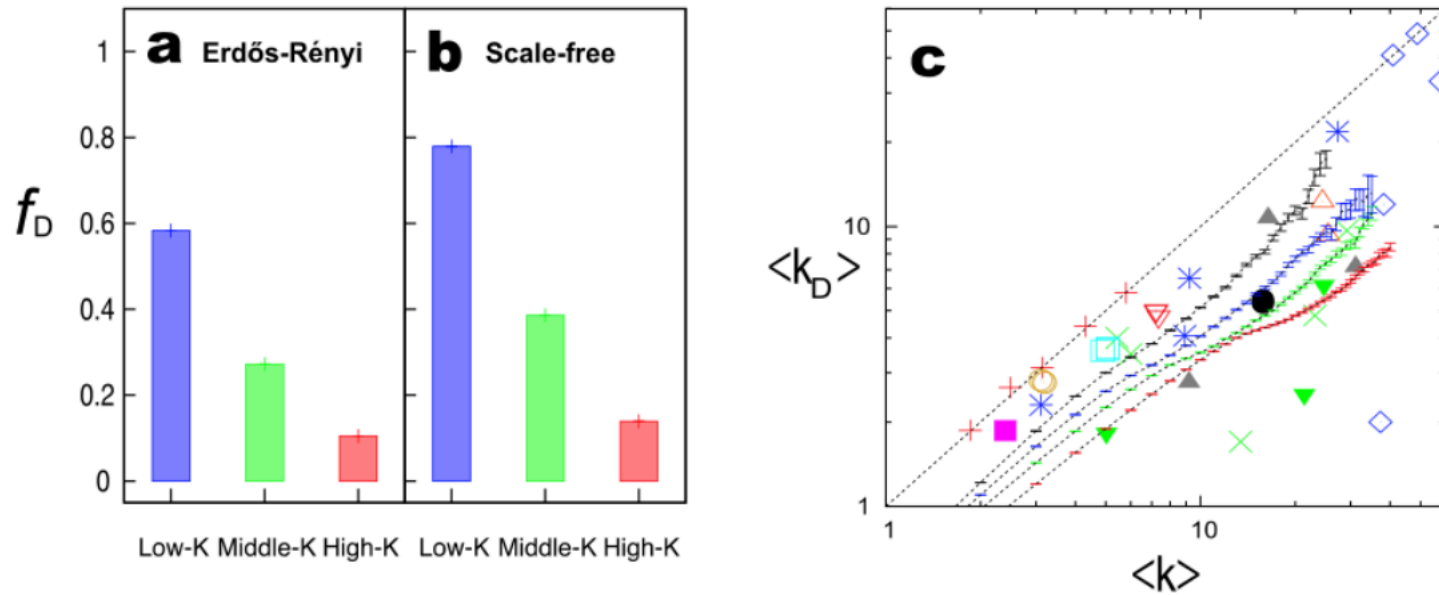 a Erdős-Rényi
b Scale-free
c
1
0.8
0.6
0.4
0.2
0
f_D
Low-K Middle-K High-K
Low-K Middle-K High-K
10
1
<k_D>
1 10
<k>